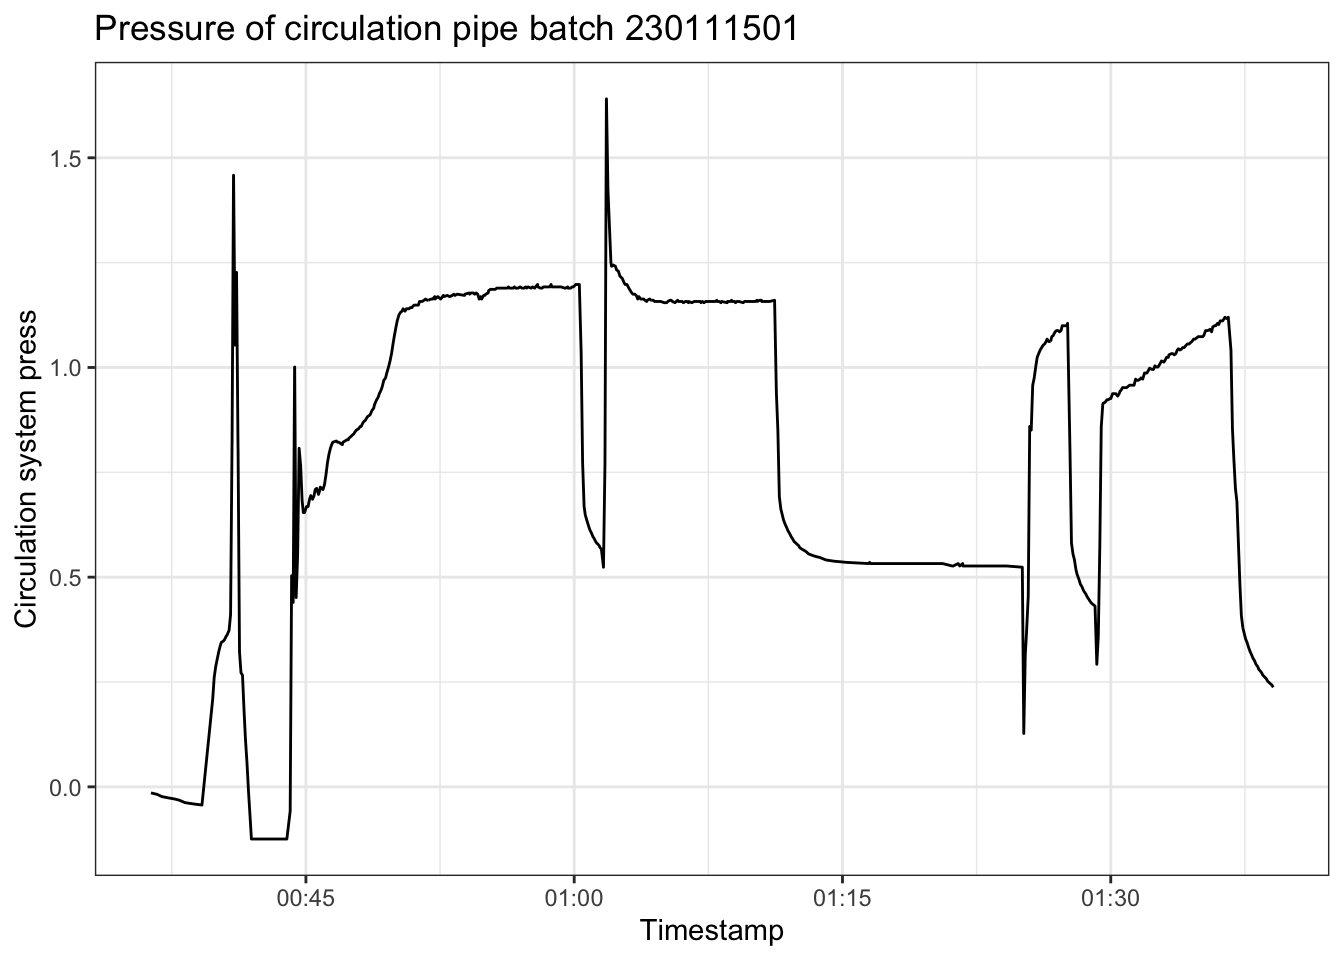 Pressure of circulation pipe batch 230111501
Circulation system press
1.5
1.0
0.5
0.0
00:45 01:00 01:15 01:30
Timestamp